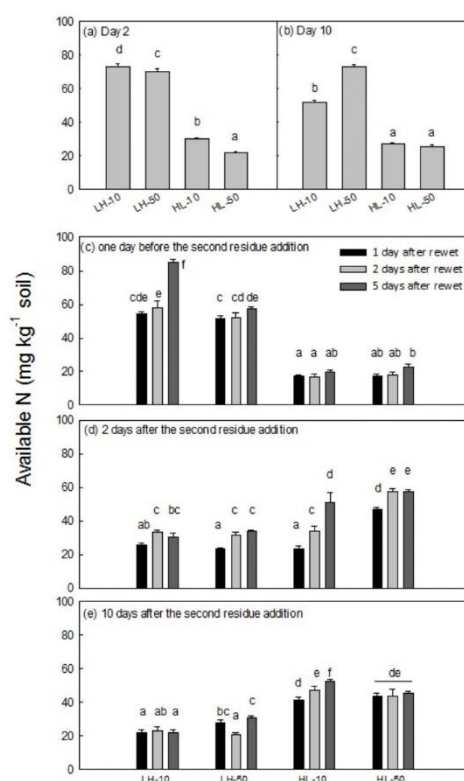 (a) Day 2
(b) Day 10
100
80
60
40
20
0
d
c
b
a
b
c
a
a
LH-10
LH-50
HL-10
HL-50
LH-10
LH-50
HL-10
HL-50
Available N (mg kg-1 soil)
(c) one day before the second residue addition
1 day after rewet
2 days after rewet
5 days after rewet
100
80
60
40
20
0
cde
e
f
c
cd
de
a
a
ab
ab
ab
b
(d) 2 days after the second residue addition
100
80
60
40
20
0
ab
c
bc
a
c
c
a
c
d
d
e
e
(e) 10 days after the second residue addition
100
80
60
40
20
0
a
ab
a
bc
a
c
d
e
f
de
LH-10
LH-50
HL-10
HL-50